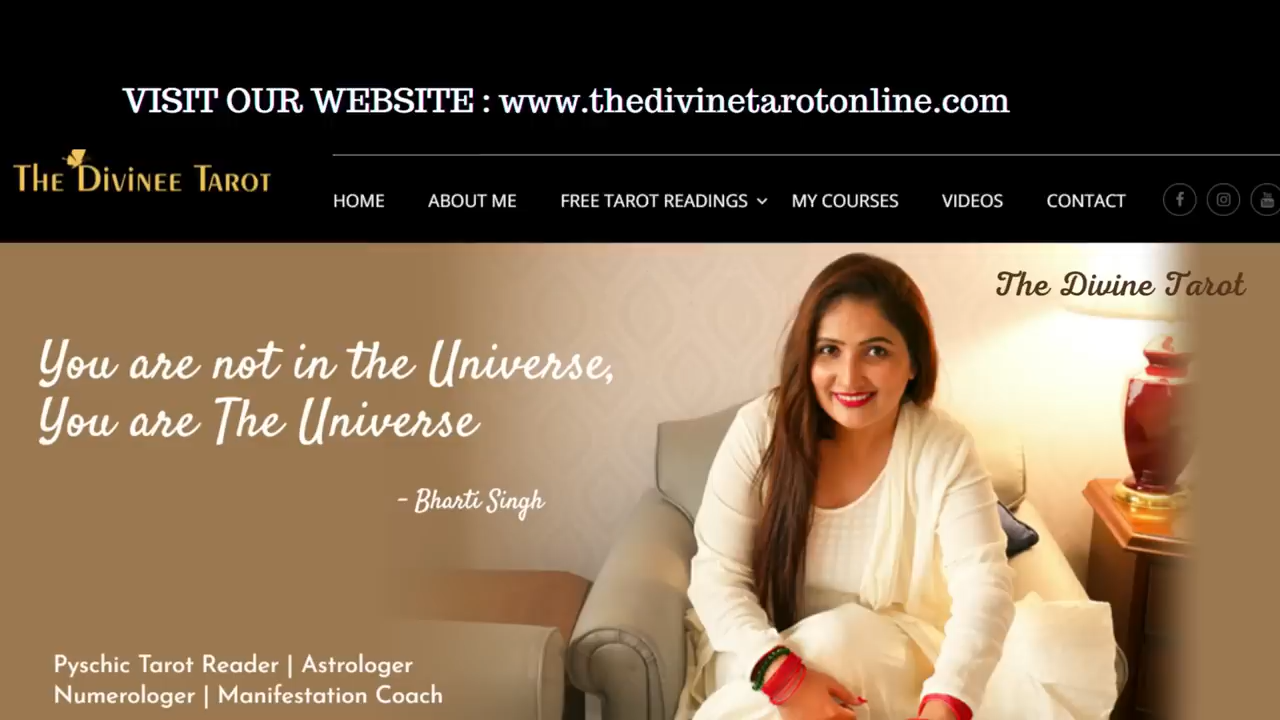 VISIT OUR WEBSITE : www.thedivinetarotonline.com
THE DIVINEE TAROT
HOME ABOUT ME FREE TAROT READINGS MY COURSES VIDEOS CONTACT
The Divine Tarot
You are not in the Universe,
You are The Universe
- Bharti Singh
Pyschic Tarot Reader | Astrologer
Numerologer | Manifestation Coach